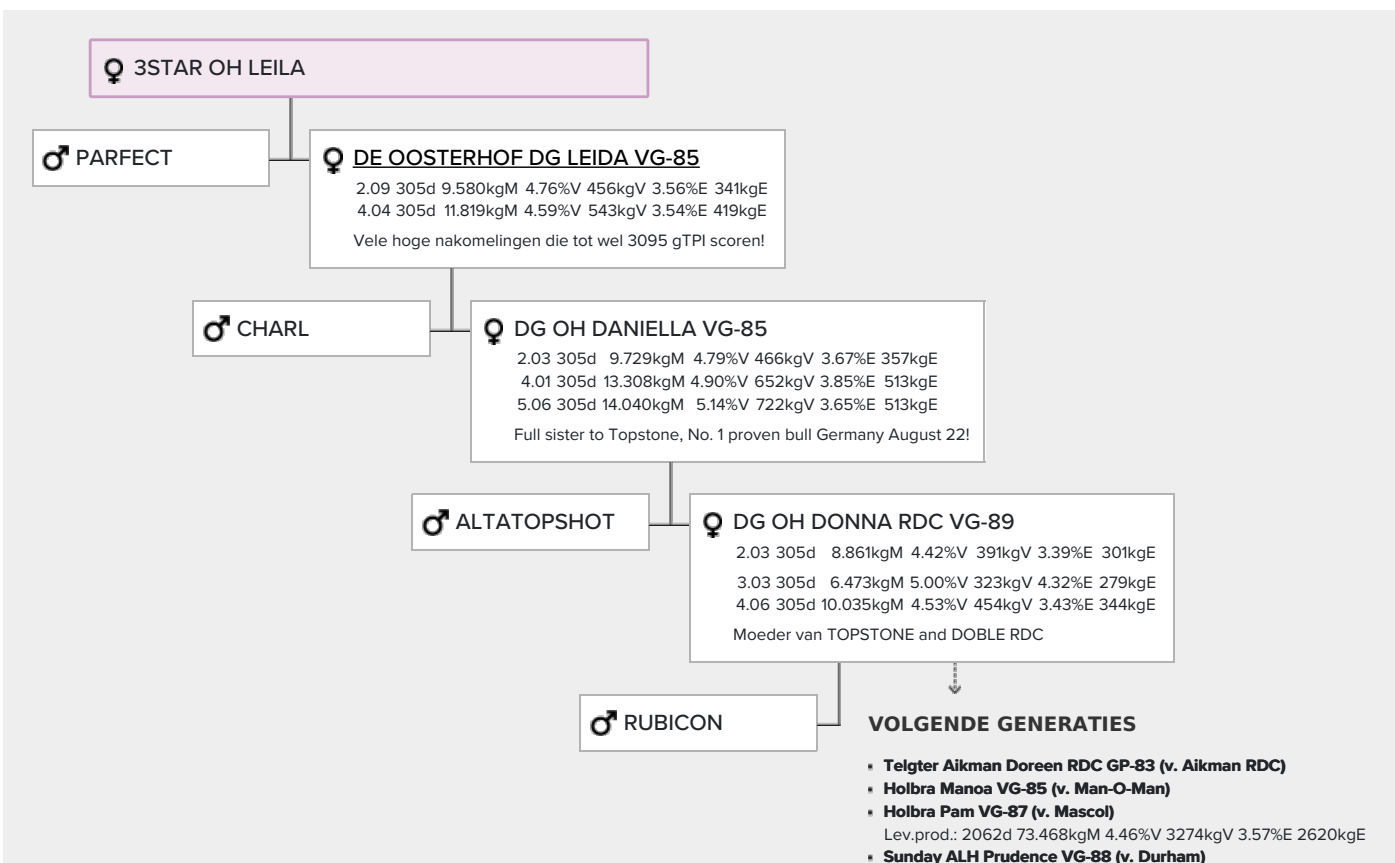 3STAR OH LEILA
PARFECT
DE OOSTERHOF DG LEIDA VG-85
2.09 305d 9.580kgM 4.76%V 456kgV 3.56%E 341kgE
4.04 305d 11.819kgM 4.59%V 543kgV 3.54%E 419kgE
Vele hoge nakomelingen die tot wel 3095 gTPI scoren!
CHARL
DG OH DANIELLA VG-85
2.03 305d 9.729kgM 4.79%V 466kgV 3.67%E 357kgE
4.01 305d 13.308kgM 4.90%V 652kgV 3.85%E 513kgE
5.06 305d 14.040kgM 5.14%V 722kgV 3.65%E 513kgE
Full sister to Topstone, No. 1 proven bull Germany August 22!
ALTATOPSHOT
DG OH DONNA RDC VG-89
2.03 305d 8.861kgM 4.42%V 391kgV 3.39%E 301kgE
3.03 305d 6.473kgM 5.00%V 323kgV 4.32%E 279kgE
4.06 305d 10.035kgM 4.53%V 454kgV 3.43%E 344kgE
Moeder van TOPSTONE and DOBLE RDC
RUBICON
VOLGENDE GENERATIES
Telgter Aikman Doreen RDC GP-83 (v. Aikman RDC)
Holbra Manoa VG-85 (v. Man-O-Man)
Holbra Pam VG-87 (v. Mascol)
Lev.prod.: 2062d 73.468kgM 4.46%V 3274kgV 3.57%E 2620kgE
Sunday ALH Prudence VG-88 (v. Durham)